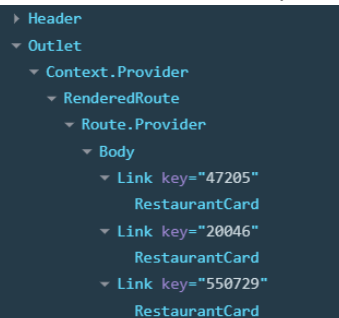 Header
Outlet
Context.Provider
RenderedRoute
Route.Provider
Body
Link key="47205"
RestaurantCard
Link key="20046"
RestaurantCard
Link key="550729"
RestaurantCard